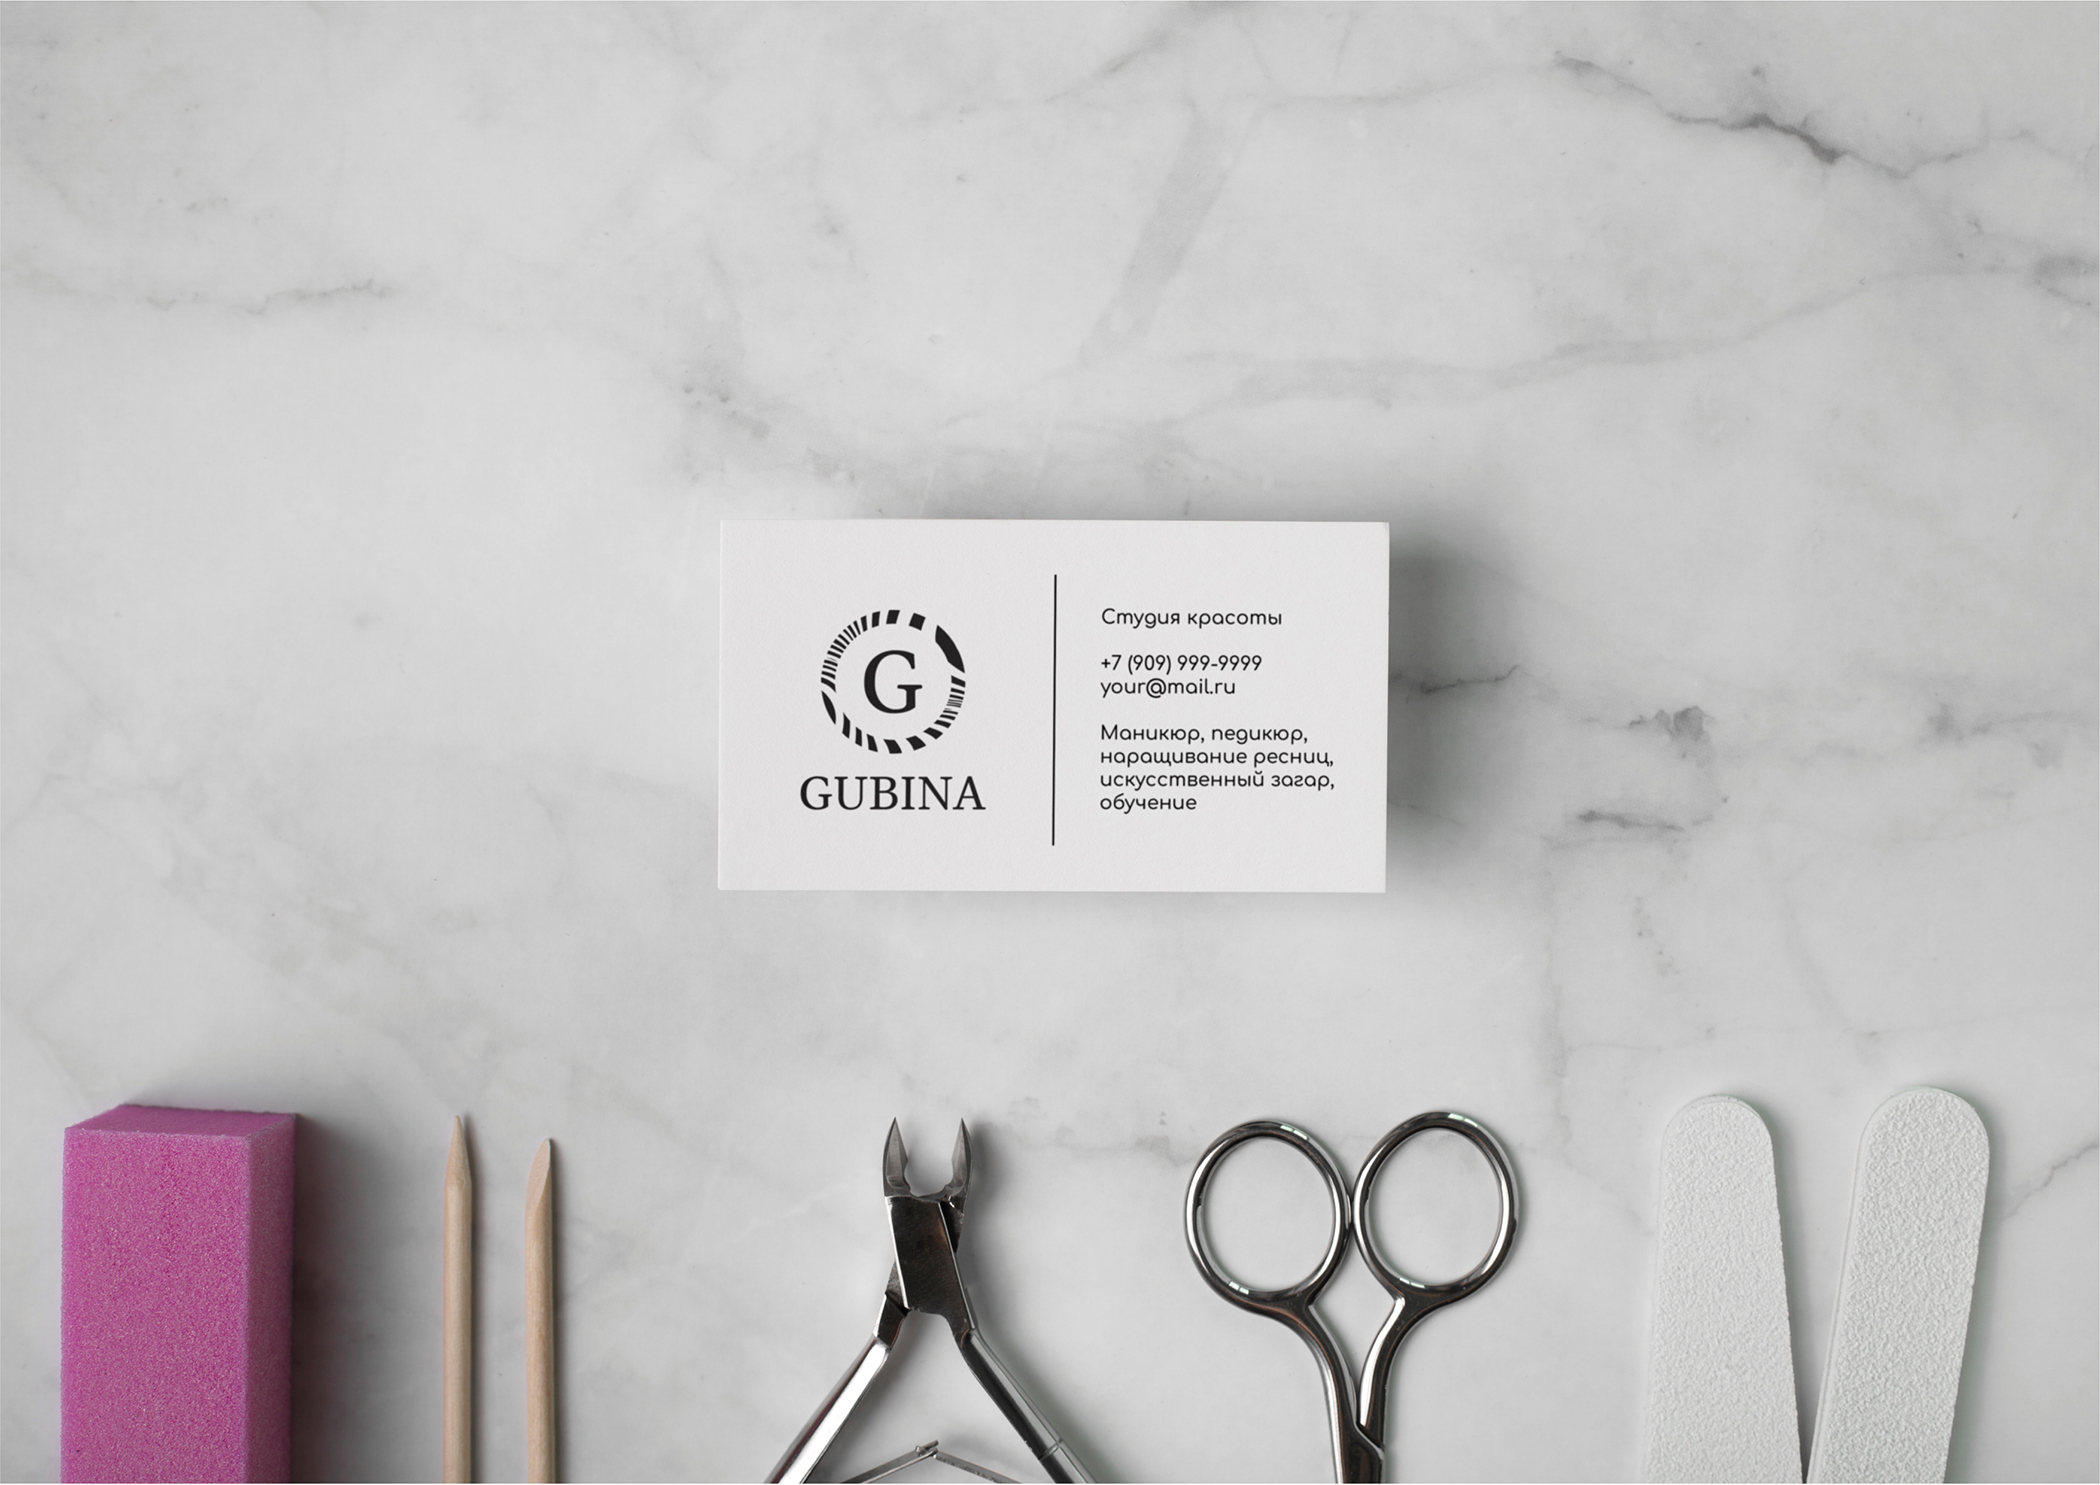 G
GUBINA
Студия красоты
+7 (909) 999-9999
your@mail.ru
Маникюр, педикюр,
наращивание ресниц,
искусственный загар,
обучение